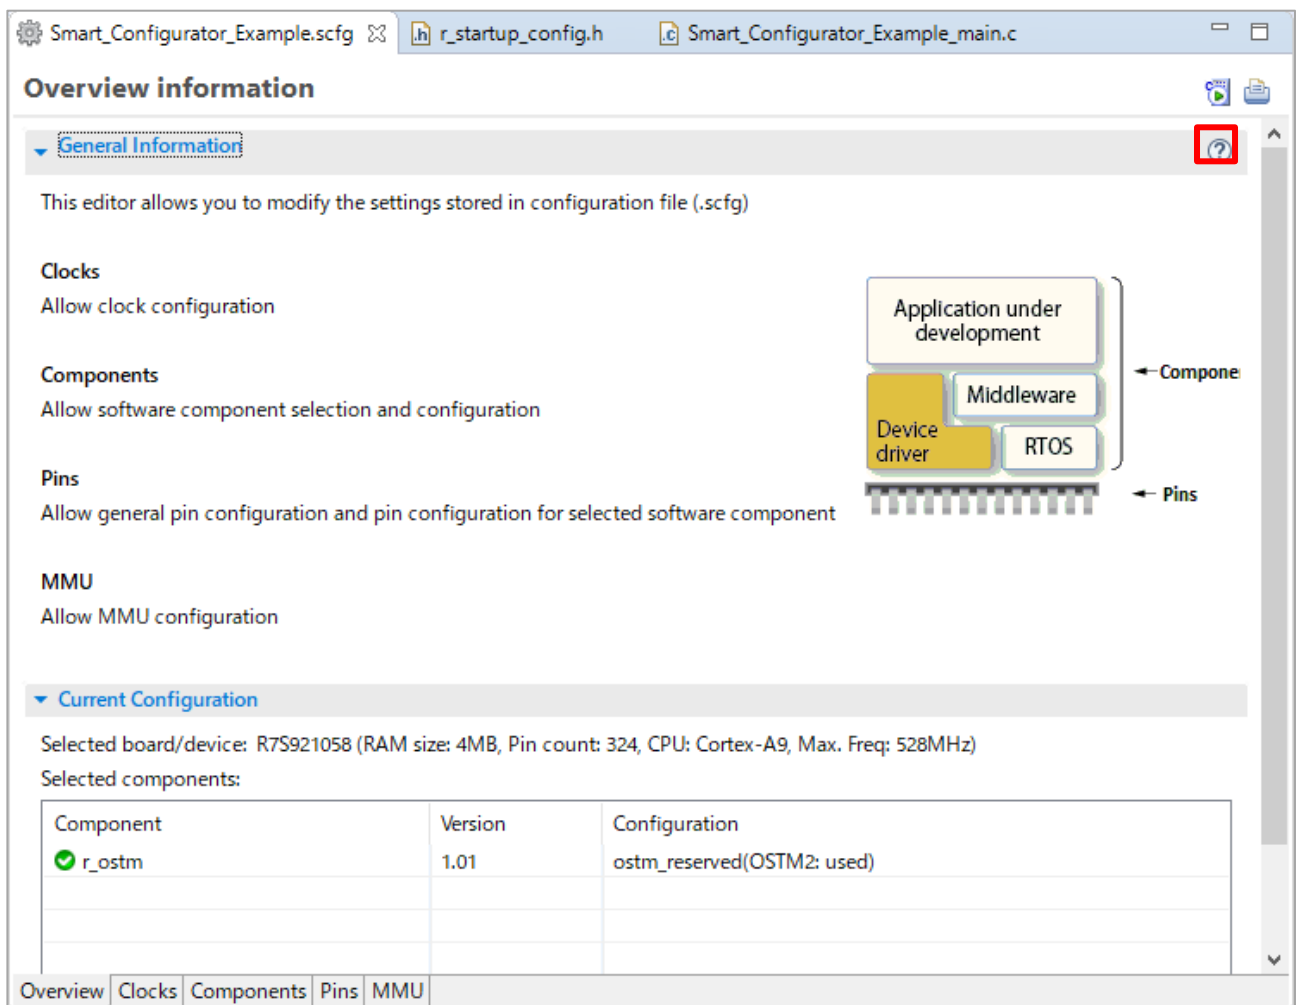 Smart_Configurator_Example.scfg
.h r_startup_config.h
.c Smart_Configurator_Example_main.c
Overview information
General Information
?
This editor allows you to modify the settings stored in configuration file (.scfg)
Clocks
Allow clock configuration
Components
Allow software component selection and configuration
Pins
Allow general pin configuration and pin configuration for selected software component
MMU
Allow MMU configuration
Application under
development
Middleware
Device
driver
RTOS
Compone
Pins
Current Configuration
Selected board/device: R7S921058 (RAM size: 4MB, Pin count: 324, CPU: Cortex-A9, Max. Freq: 528MHz)
Selected components:
Component Version Configuration
r_ostm 1.01 ostm_reserved(OSTM2: used)
Overview Clocks Components Pins MMU